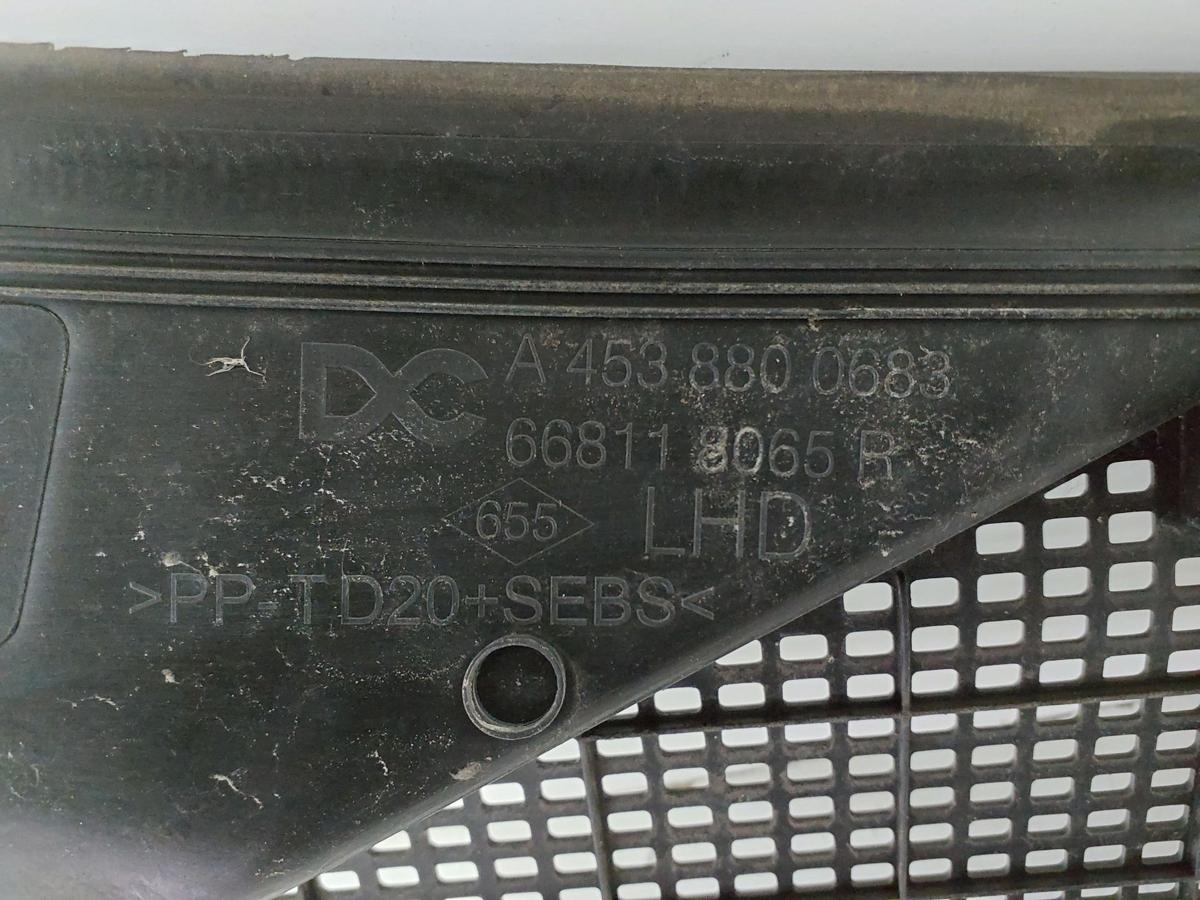 DC A 453 880 0683
66811 8065 R
655 LHD
>PP-TD20+SEBS<